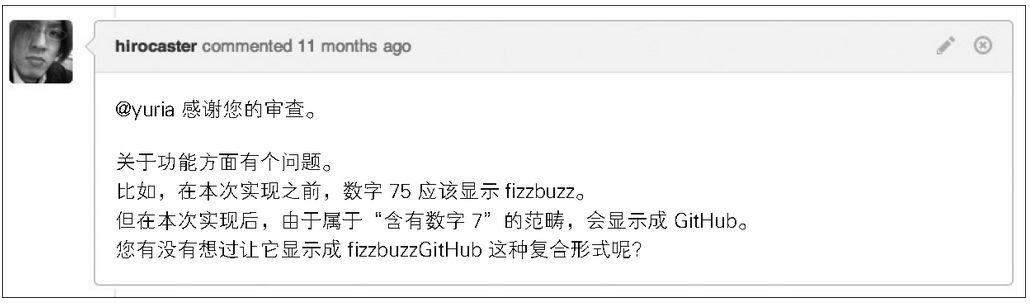 hirocaster commented 11 months ago
@yuria 感谢您的审查。
关于功能方面有个问题。
比如，在本次实现之前，数字 75 应该显示 fizzbuzz。
但在本次实现后，由于属于“含有数字 7”的范畴，会显示成 GitHub。
您有没有想过让它显示成 fizzbuzzGitHub 这种复合形式呢？